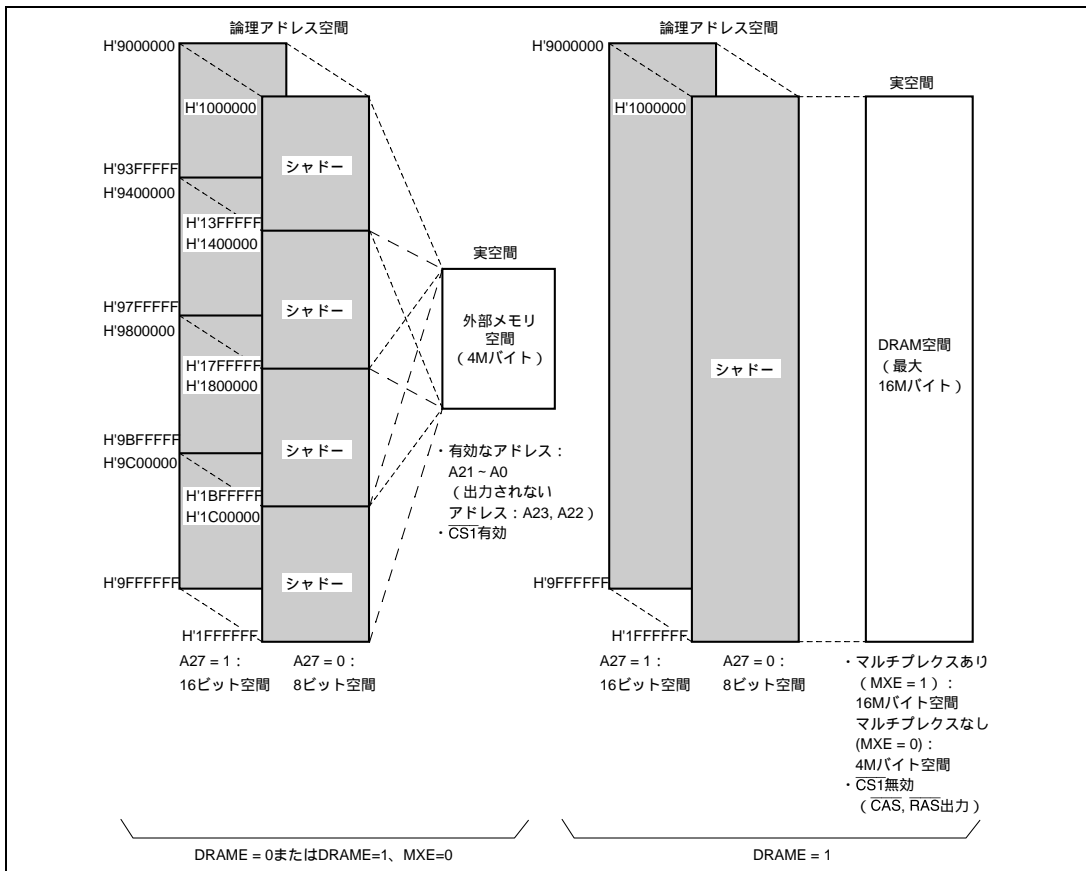 論理アドレス空間
H'9000000
H'1000000
シャドー
H'93FFFFF
H'9400000
H'13FFFFF
H'1400000
シャドー
H'97FFFFF
H'9800000
H'17FFFFF
H'1800000
シャドー
H'9BFFFFF
H'9C00000
H'1BFFFFF
H'1C00000
シャドー
H'9FFFFFF
H'1FFFFFF
A27 = 1：
16ビット空間
A27 = 0：
8ビット空間
実空間
外部メモリ
空間
（4Mバイト）
・有効なアドレス：
A21 ~ A0
（出力されない
アドレス：A23, A22）
・CS1有効
DRAME = 0またはDRAME=1、MXE=0
論理アドレス空間
H'9000000
H'1000000
シャドー
H'9FFFFFF
H'1FFFFFF
A27 = 1：
16ビット空間
A27 = 0：
8ビット空間
実空間
DRAM空間
（最大
16Mバイト）
・マルチプレクスあり
（MXE = 1）：
16Mバイト空間
マルチプレクスなし
(MXE = 0)：
4Mバイト空間
・CS1無効
（CAS, RAS出力）
DRAME = 1